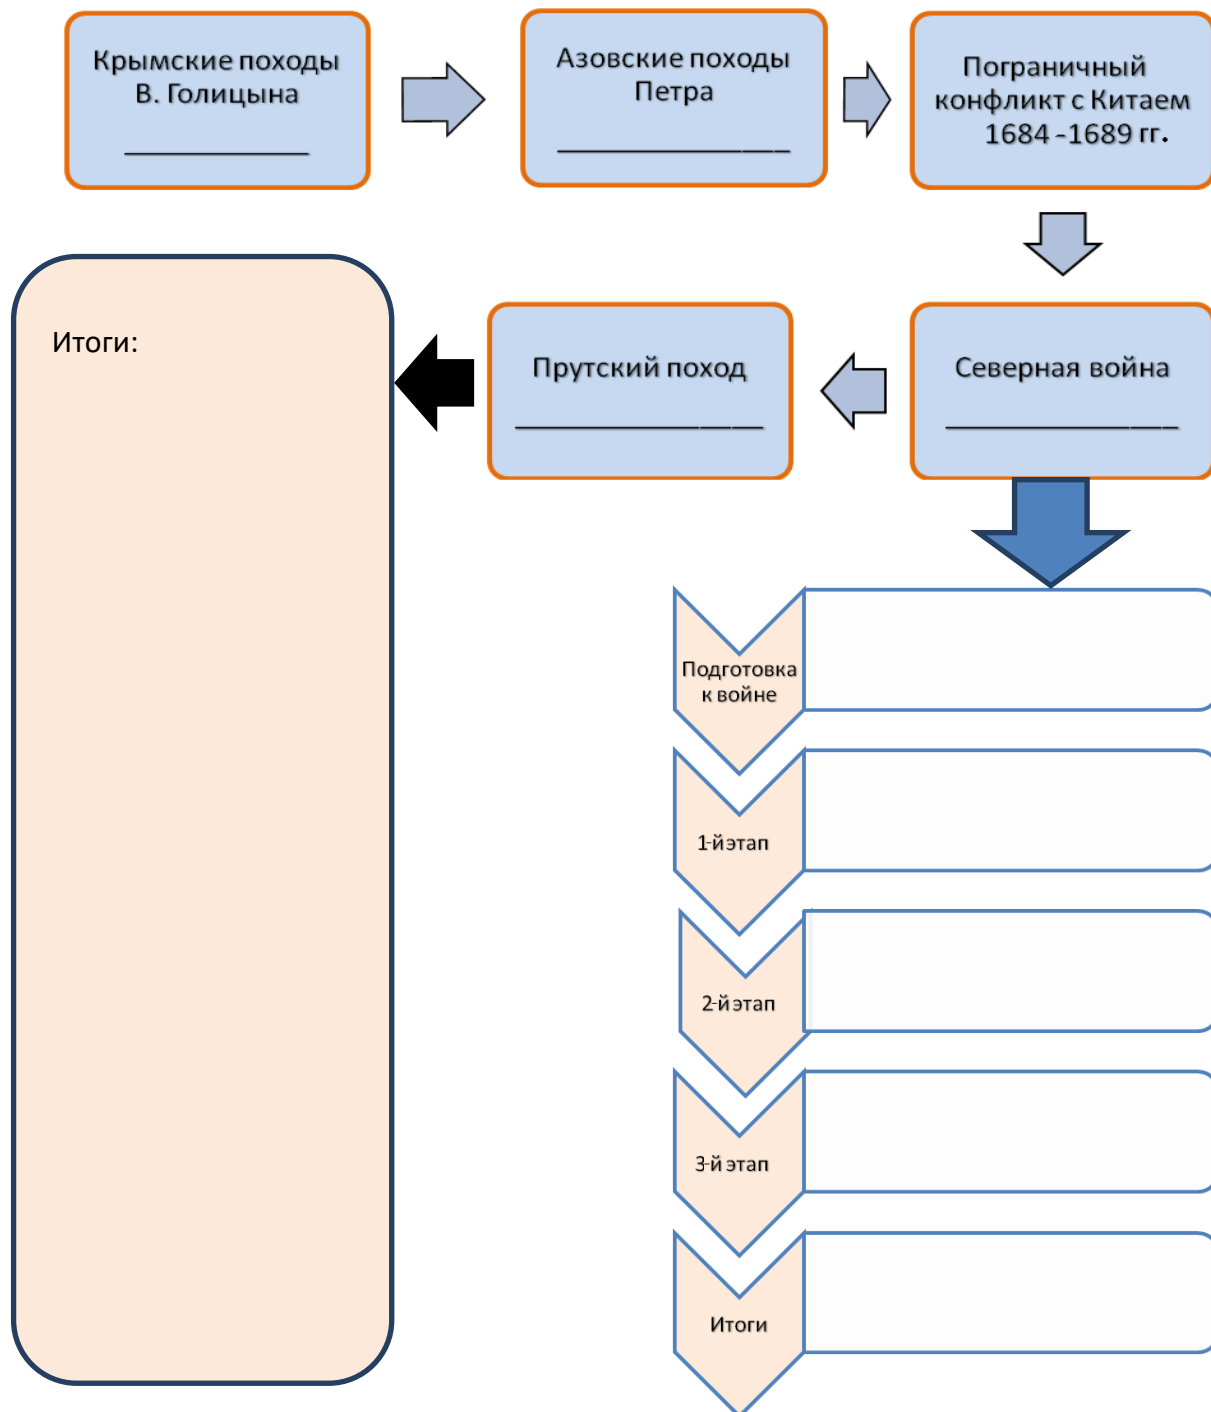 Крымские походы
В. Голицына
Азовские походы
Петра
Пограничный
конфликт с Китаем
1684 -1689 гг.
Итоги:
Прутский поход
Северная война
Подготовка
к войне
1-й этап
2-й этап
3-й этап
Итоги